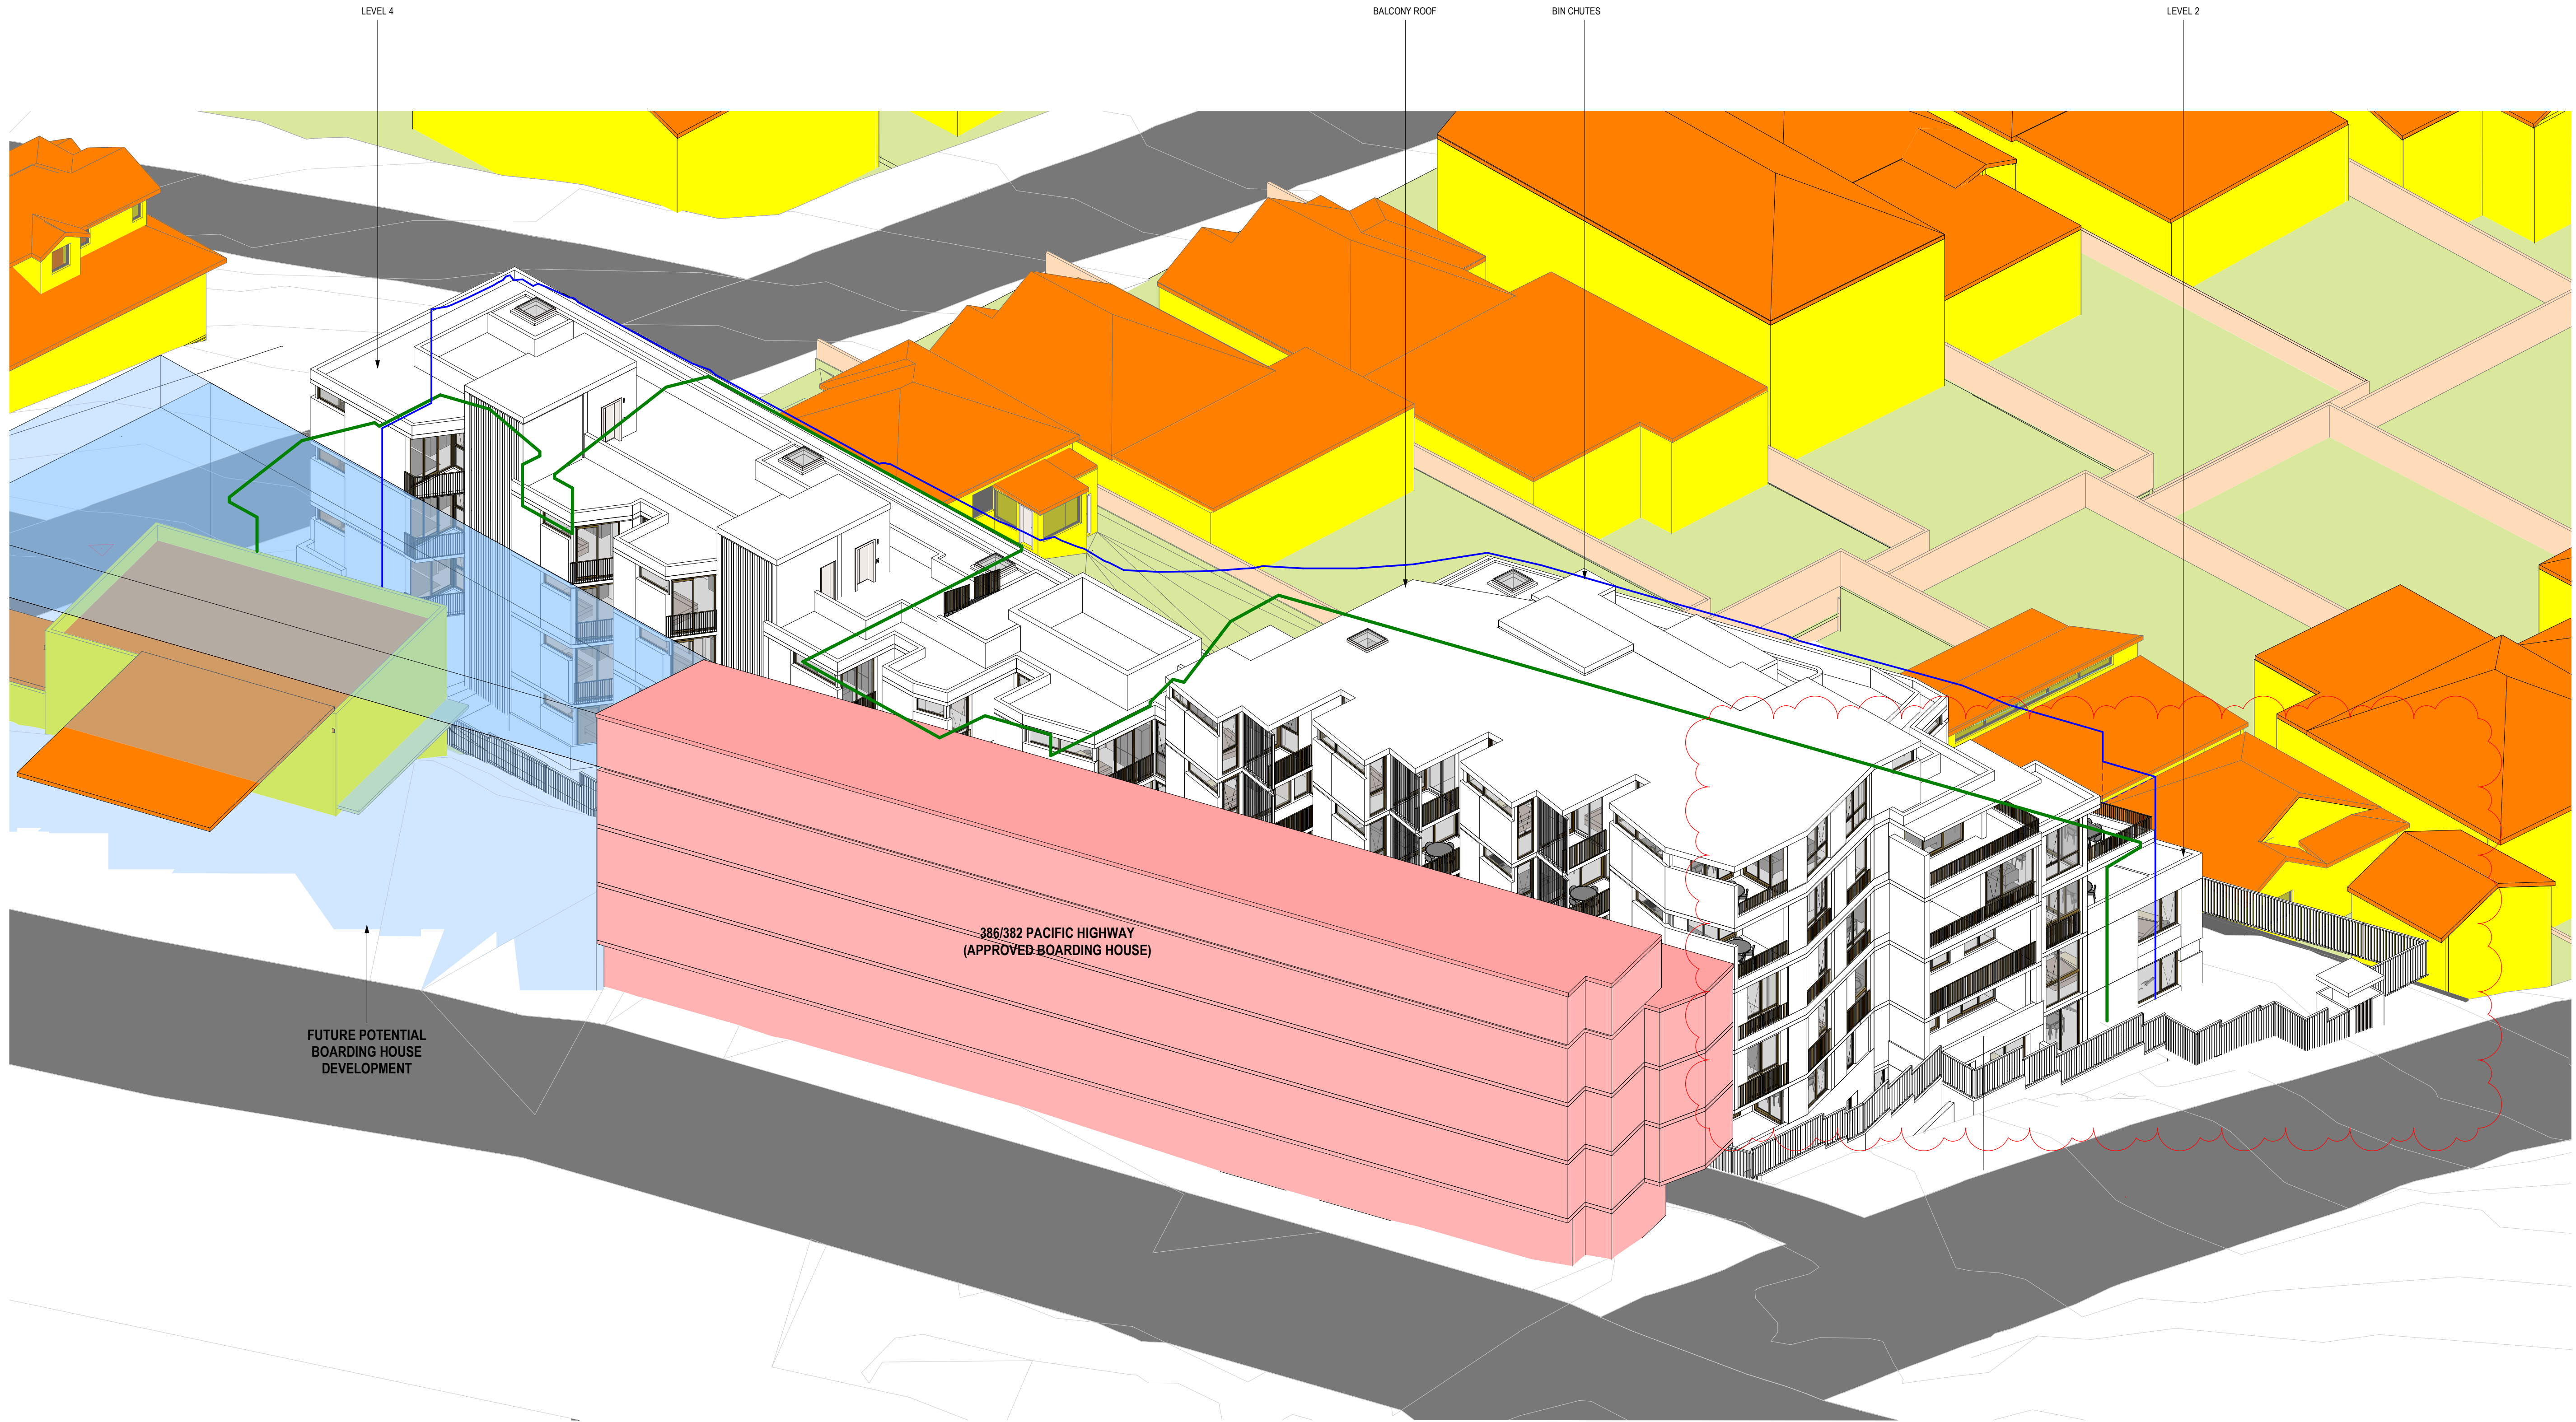 LEVEL 4
BALCONY ROOF
BIN CHUTES
LEVEL 2
386/382 PACIFIC HIGHWAY
(APPROVED BOARDING HOUSE)
FUTURE POTENTIAL
BOARDING HOUSE
DEVELOPMENT